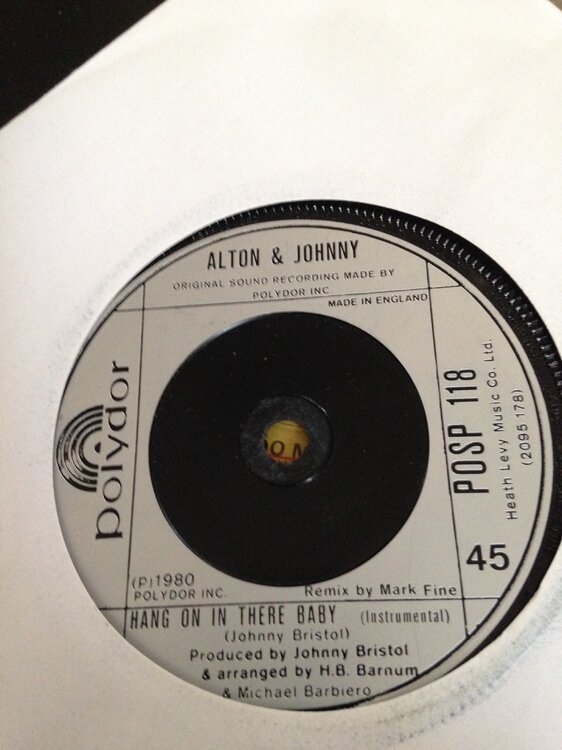 ALTON & JOHNNY
ORIGINAL SOUND RECORDING MADE BY
POLYDOR INC.
MADE IN ENGLAND
polydor
POSP 118
Heath Levy Music Co. Ltd.
(2095 178)
45
(P)1980
POLYDOR INC.
Remix by Mark Fine
HANG ON IN THERE BABY (Instrumental)
(Johnny Bristol)
Produced by Johnny Bristol
& arranged by H.B. Barnum
& Michael Barbiero